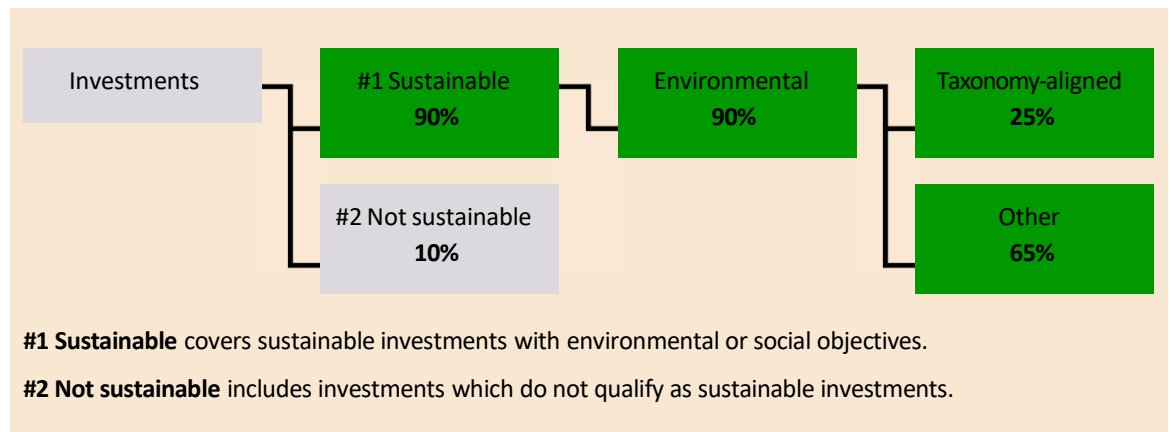 Investments
#1 Sustainable
90%
Environmental
90%
Taxonomy-aligned
25%
#2 Not sustainable
10%
Other
65%
#1 Sustainable covers sustainable investments with environmental or social objectives.
#2 Not sustainable includes investments which do not qualify as sustainable investments.